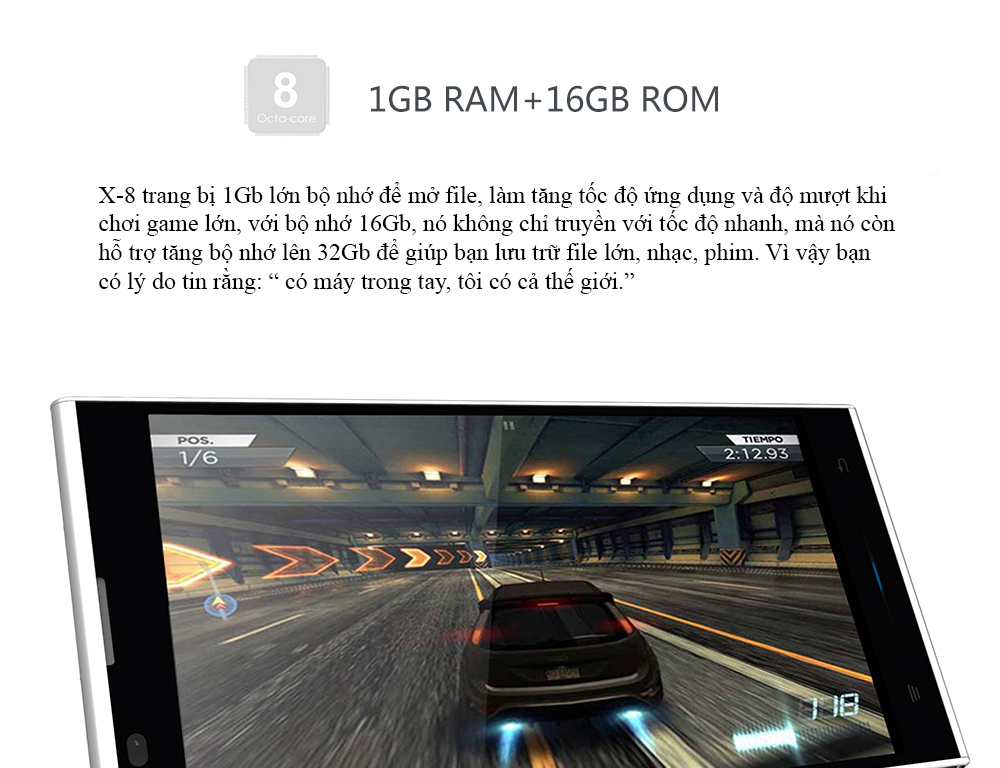 8
Octa-core
1GB RAM+16GB ROM
X-8 trang bị 1Gb lớn bộ nhớ để mở file, làm tăng tốc độ ứng dụng và độ mượt khi
chơi game lớn, với bộ nhớ 16Gb, nó không chỉ truyền với tốc độ nhanh, mà nó còn
hỗ trợ tăng bộ nhớ lên 32Gb để giúp bạn lưu trữ file lớn, nhạc, phim. Vì vậy bạn
có lý do tin rằng: “ có máy trong tay, tôi có cả thế giới.”
POS.
1/6
TIEMPO
2:12.93
118